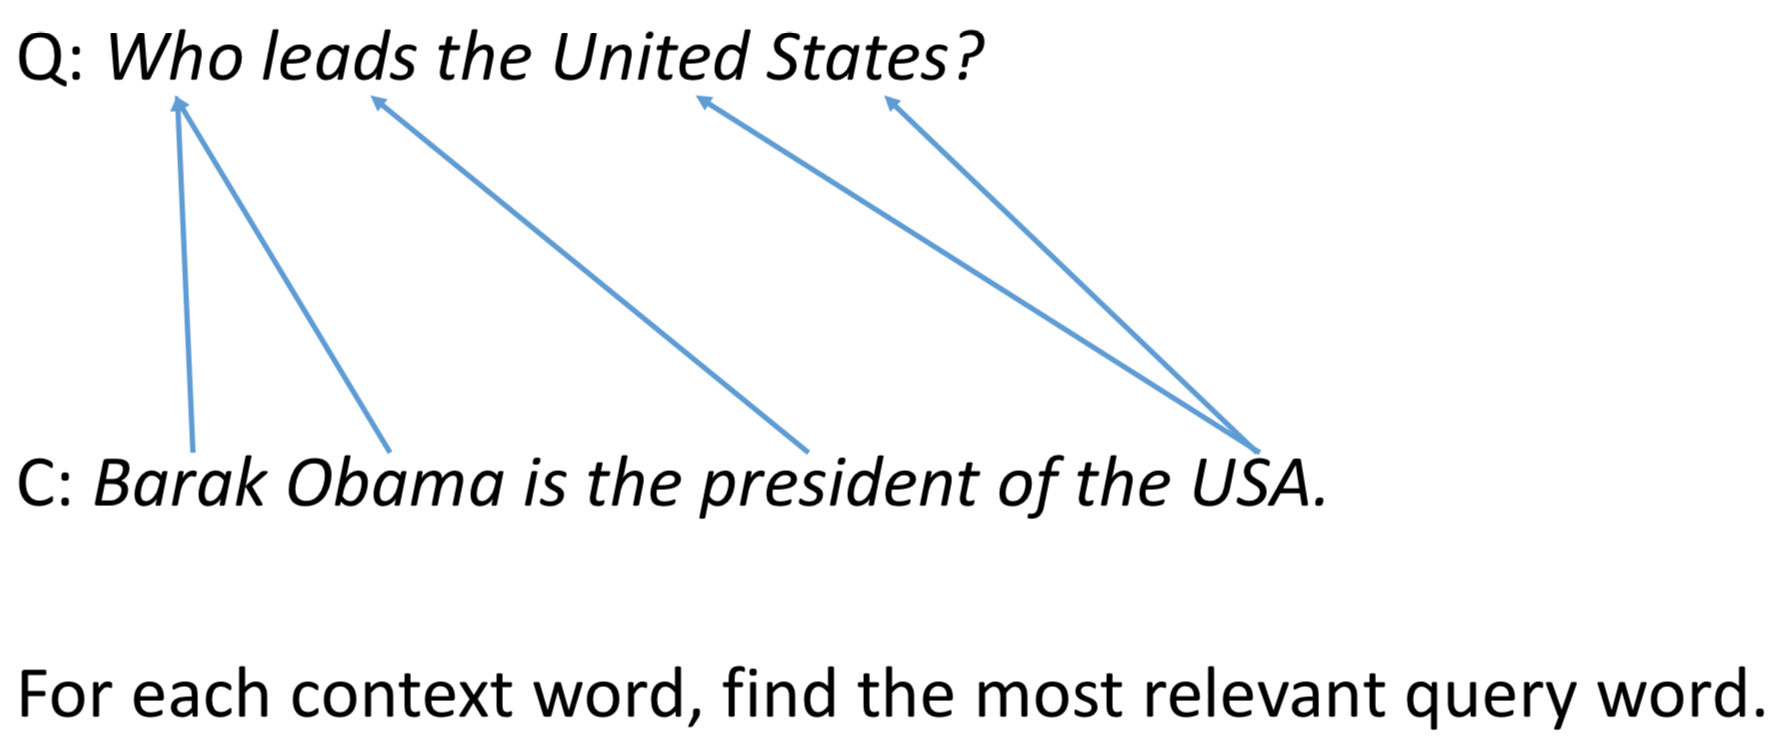 Q: Who leads the United States?
C: Barak Obama is the president of the USA.
For each context word, find the most relevant query word.